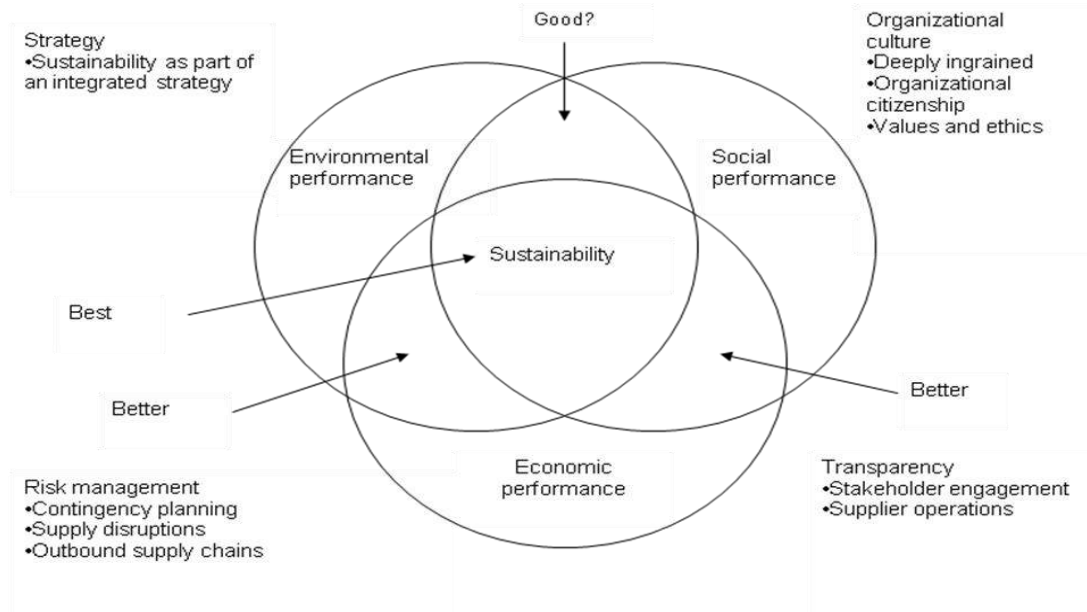 Good?
Strategy
•Sustainability as part of
an integrated strategy
Organizational
culture
•Deeply ingrained
•Organizational
citizenship
•Values and ethics
Environmental
performance
Social
performance
Sustainability
Best
Better
Better
Economic
performance
Risk management
•Contingency planning
•Supply disruptions
•Outbound supply chains
Transparency
•Stakeholder engagement
•Supplier operations